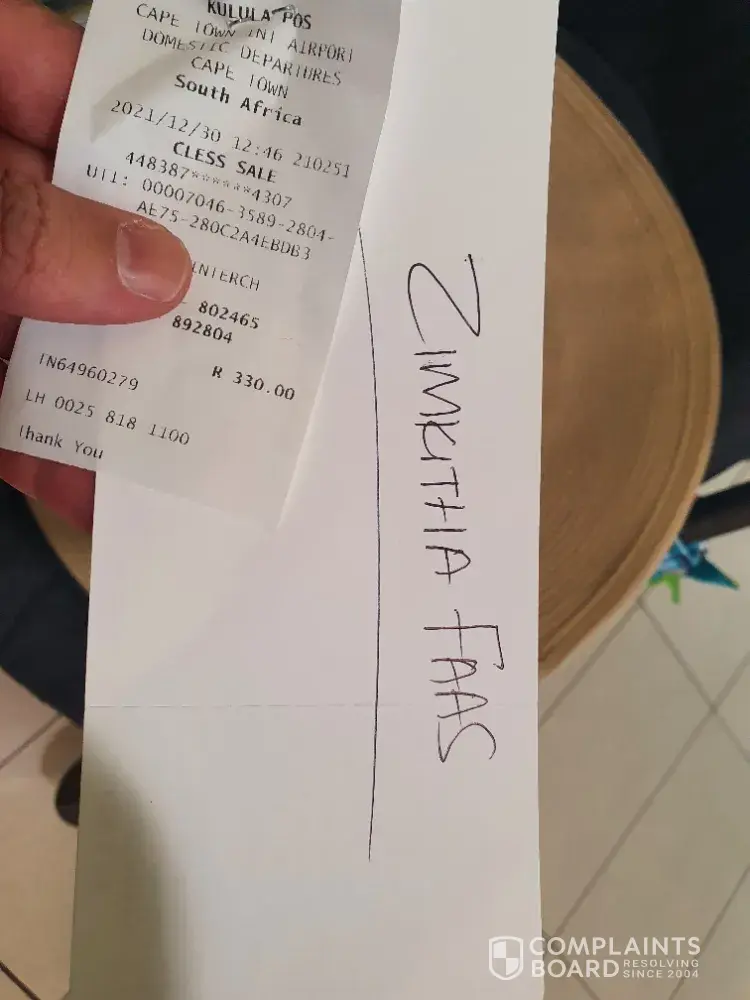 KULULA POS
CAPE TOWN INT AIRPORT
DOMESTIC DEPARTURES
CAPE TOWN
South Africa
2021/12/30 12:46 210251
CLESS SALE
448387******4307
UTI: 00007046-3589-2804-
AE75-280C2A4EBDB3
INTERCH
802465
892804
R 330.00
IN64960279
LH 0025 818 1100
Thank You
ZIMKITHIA FAAS
COMPLAINTS
BOARD RESOLVING
SINCE 2004